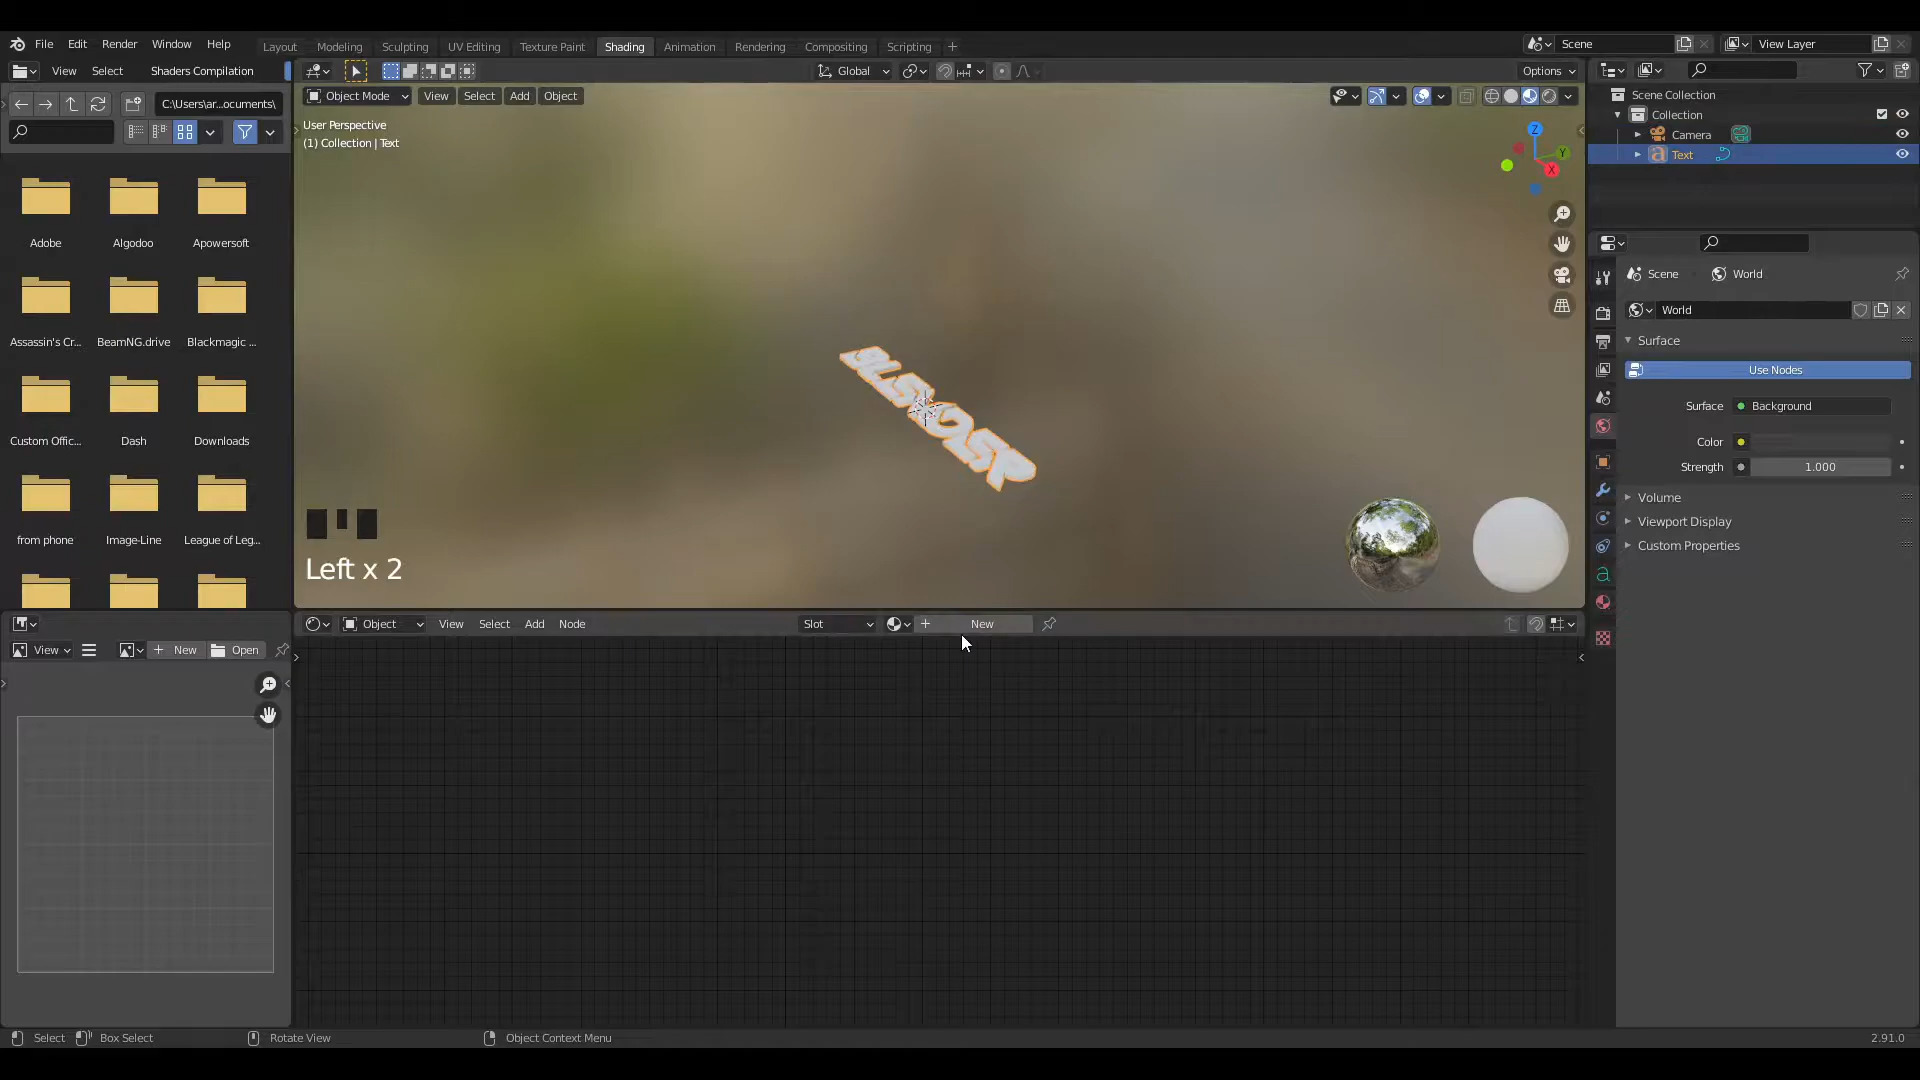 File Edit Render Window Help
Layout Modeling Sculpting UV Editing Texture Paint Shading Animation Rendering Compositing Scripting
Scene
View Layer
View Select Shaders Compilation
Global
Options
C:\Users\ar...ocuments\
Object Mode View Select Add Object
User Perspective
(1) Collection | Text
Z
Y
X
Scene Collection
Collection
Camera
Text
Adobe Algodoo Apowersoft
Assassin's Cr... BeamNG.drive Blackmagic ...
Custom Offic... Dash Downloads
from phone Image-Line League of Leg...
Scene World
World
Surface
Use Nodes
Surface Background
Color
Strength 1.000
Volume
Viewport Display
Custom Properties
Left x 2
Object View Select Add Node Slot New
View New Open
Select Box Select Rotate View Object Context Menu 2.91.0